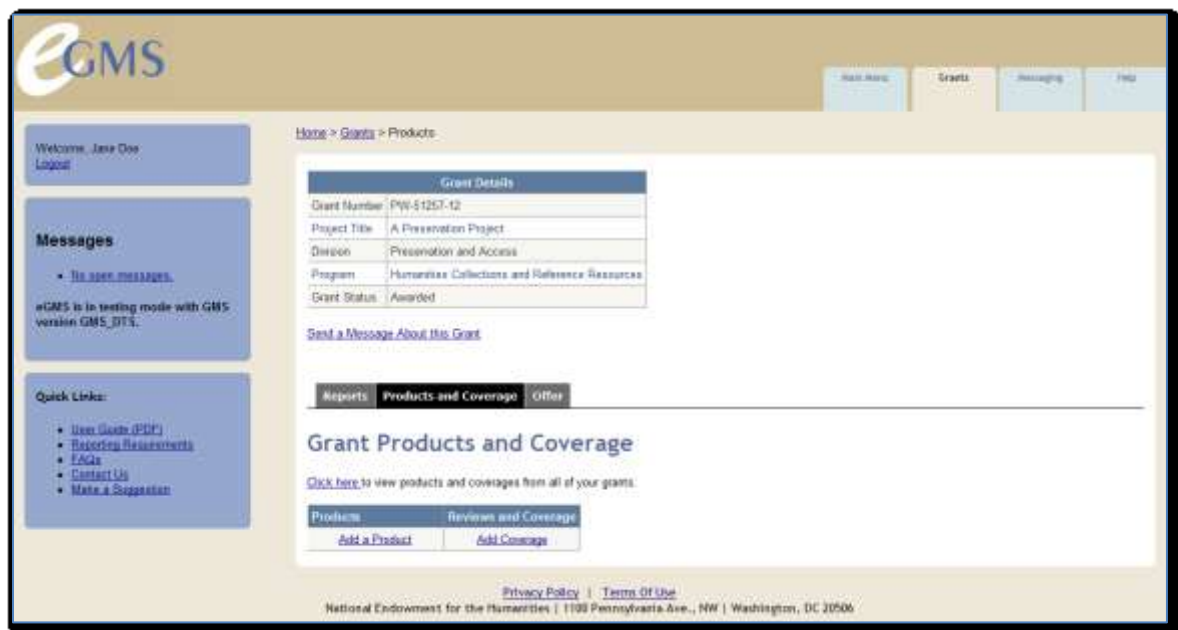 eGMS
Main Menu Grants Messaging Help
Home > Grants > Products
Welcome, Jane Doe
Logout
Messages
No open messages.
eGMS is in testing mode with GMS
version GMS_DTS.
Quick Links:
User Guide (PDF)
Reporting Requirements
FAQs
Contact Us
Make a Suggestion
Grant Details
Grant Number PW-51257-12
Project Title A Preservation Project
Division Preservation and Access
Program Humanities Collections and Reference Resources
Grant Status Awarded
Send a Message About this Grant
Reports Products and Coverage Offer
Grant Products and Coverage
Click here to view products and coverages from all of your grants.
Products Reviews and Coverage
Add a Product Add Coverage
Privacy Policy | Terms Of Use
National Endowment for the Humanities | 1100 Pennsylvania Ave., NW | Washington, DC 20506